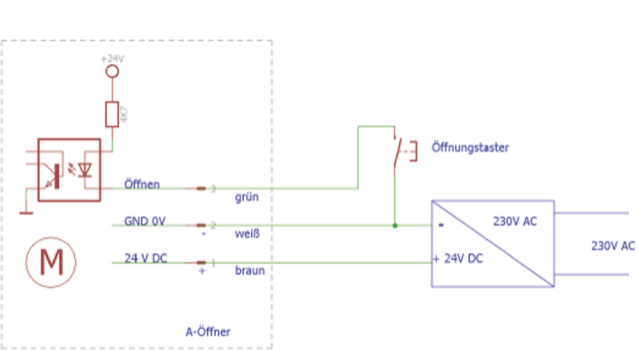 +24V
4K7
Öffnungstaster
Öffnen
3
grün
GND 0V
2
-
weiß
24 V DC
1
+
braun
M
-
230V AC
+ 24V DC
230V AC
A-Öffner